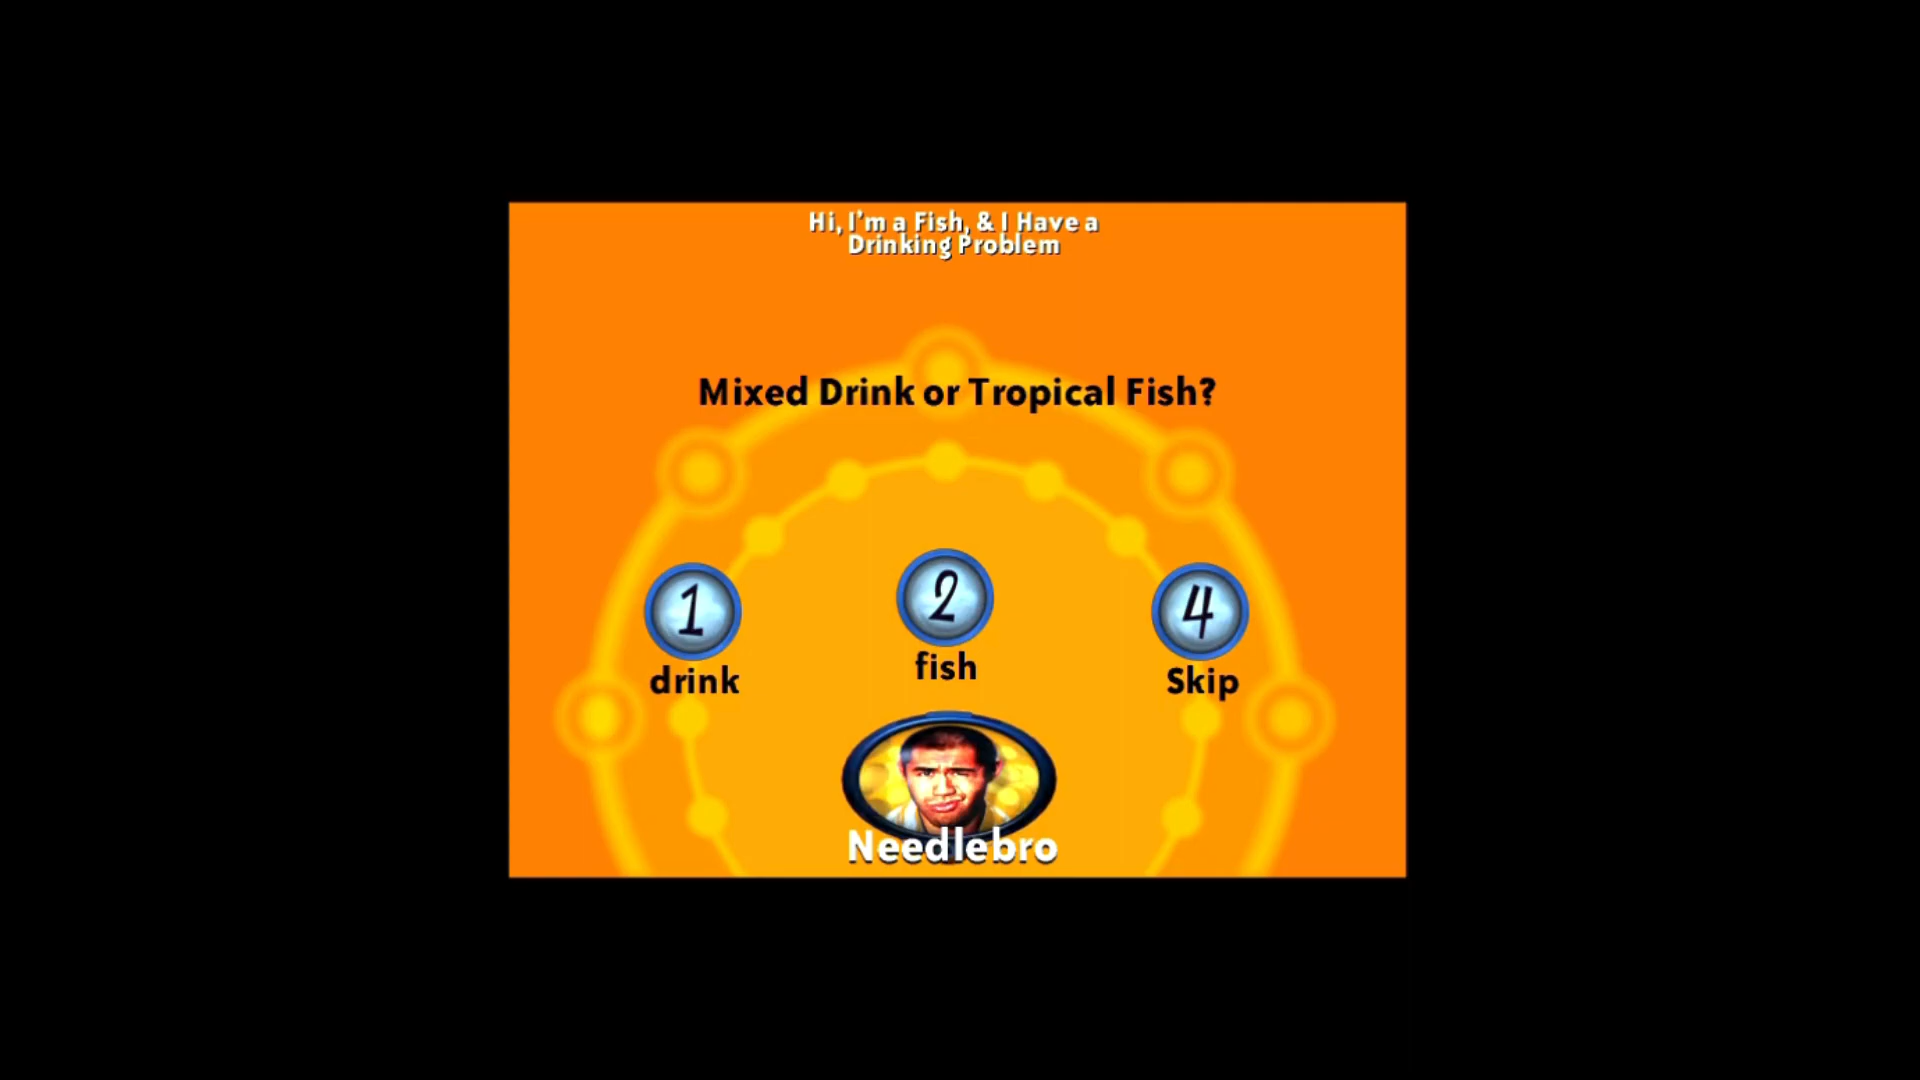 Hi, I'm a Fish, & I Have a
Drinking Problem
Mixed Drink or Tropical Fish?
1
2
4
drink
fish
Skip
Needlebro